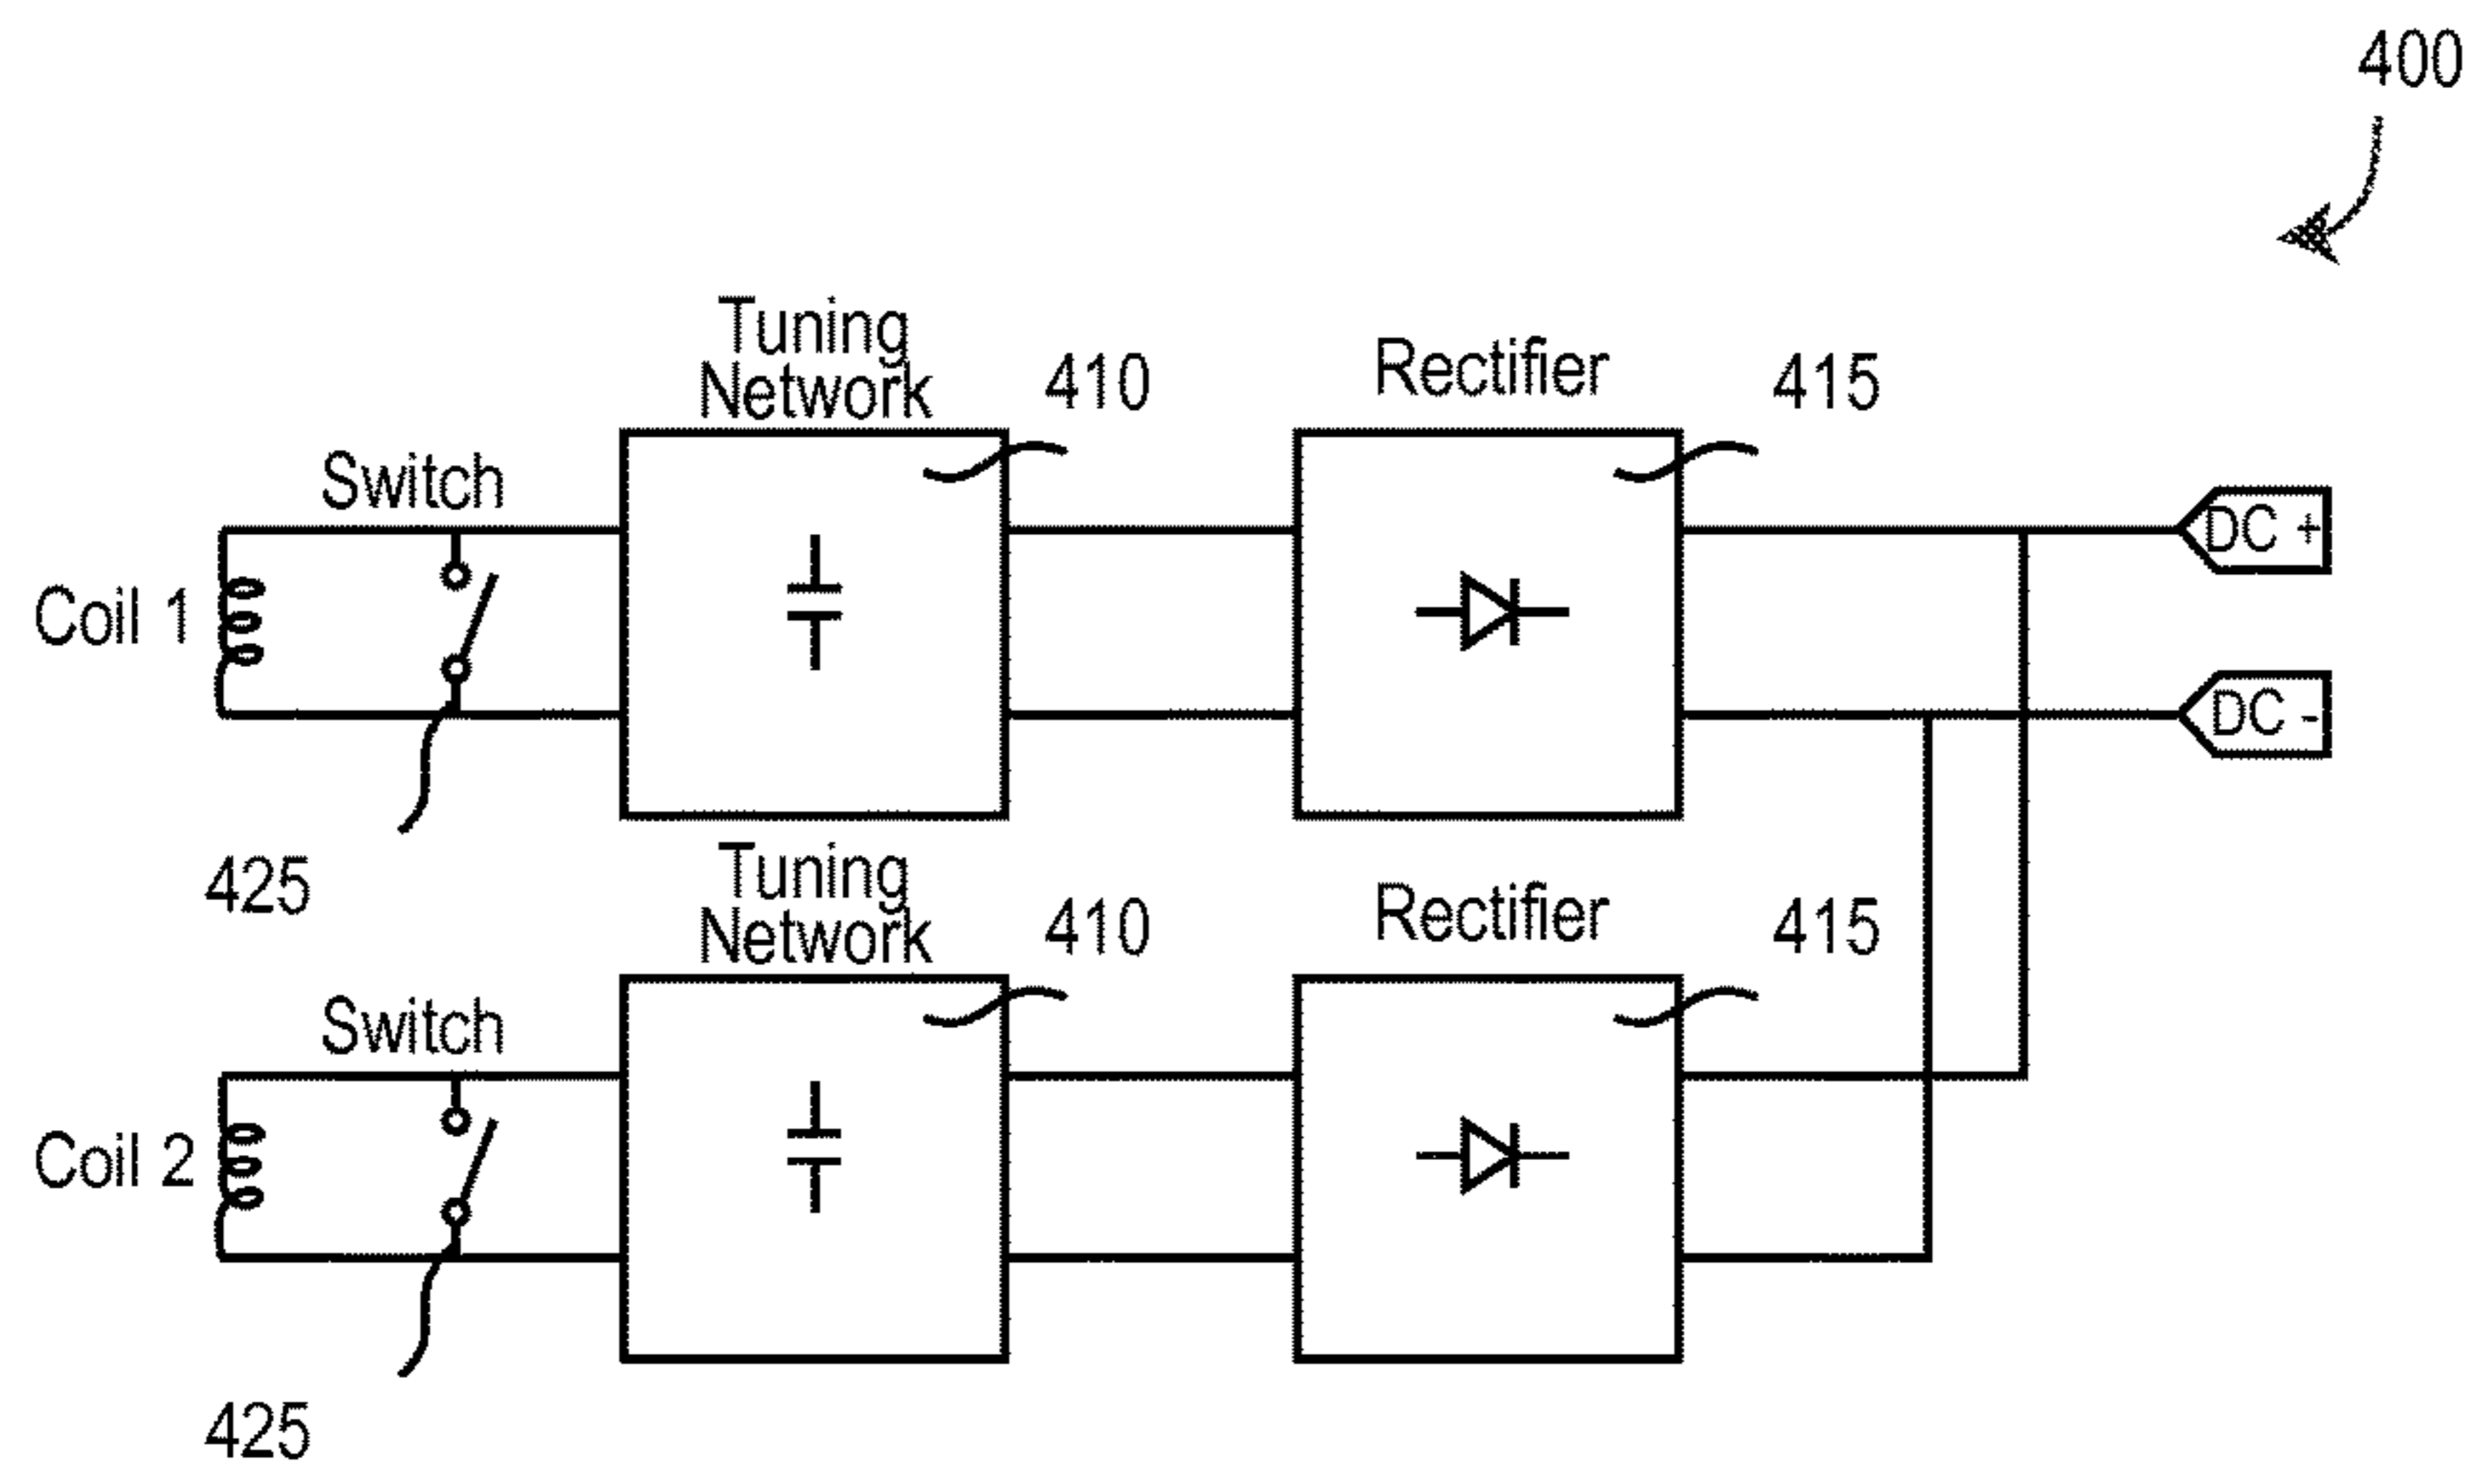 400
Tuning
Network
410
Rectifier
415
Switch
DC +
Coil 1
DC -
425
Tuning
Network
410
Rectifier
415
Switch
Coil 2
425